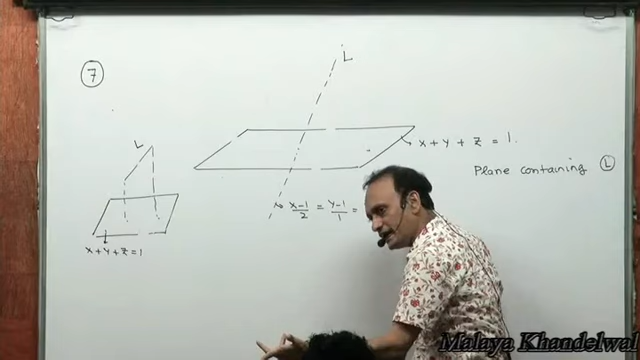 7
L
x + y + z = 1.
Plane containing L
L
x-1/2 = y-1/1 =
x+y+z=1
Malaya Khandelwal